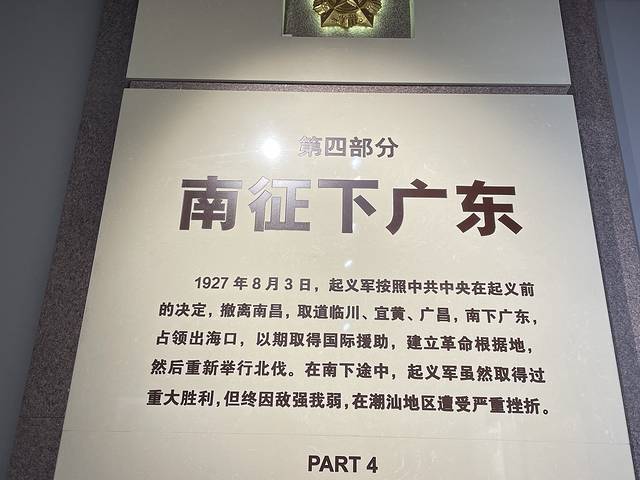 第四部分
南征下广东
1927年8月3日，起义军按照中共中央在起义前
的决定，撤离南昌，取道临川、宜黄、广昌，南下广东，
占领出海口，以期取得国际援助，建立革命根据地，
然后重新举行北伐。在南下途中，起义军虽然取得过
重大胜利，但终因敌强我弱，在潮汕地区遭受严重挫折。
PART 4